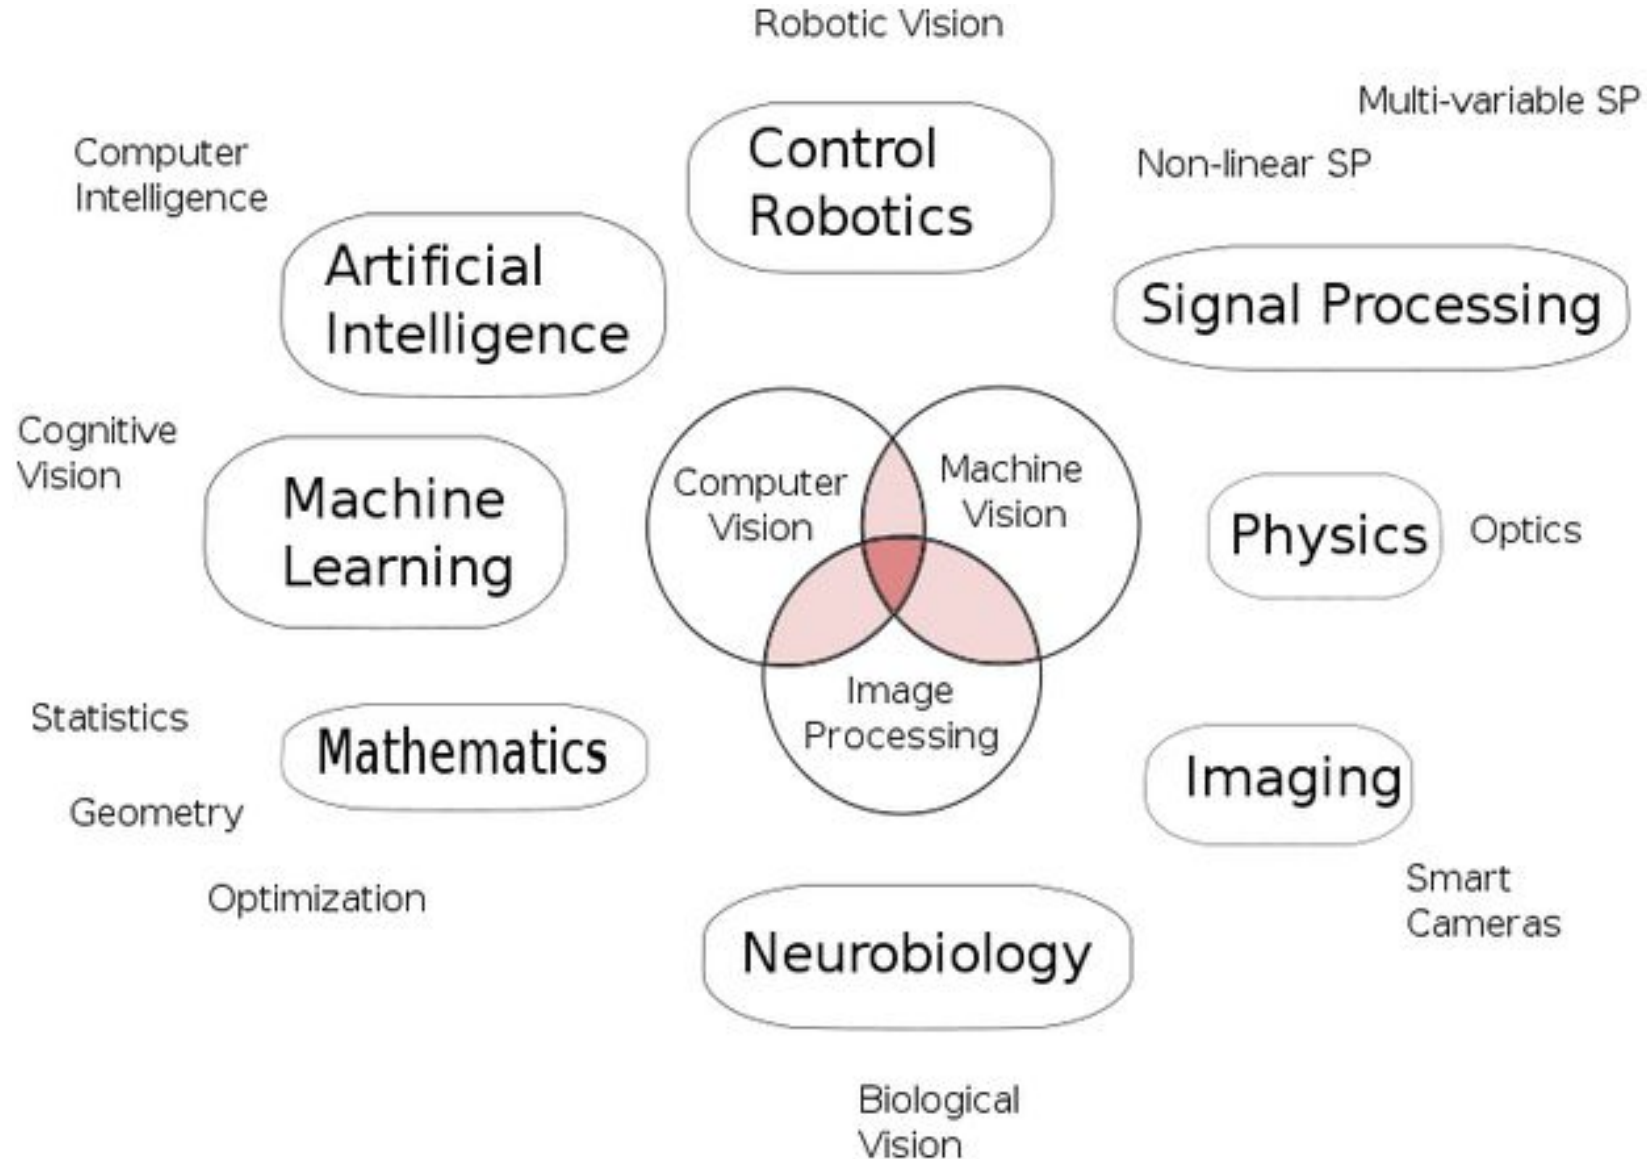 Robotic Vision
Multi-variable SP
Computer
Intelligence
Control
Robotics
Non-linear SP
Artificial
Intelligence
Signal Processing
Cognitive
Vision
Machine
Learning
Computer
Vision
Machine
Vision
Physics
Optics
Image
Processing
Statistics
Mathematics
Geometry
Optimization
Imaging
Smart
Cameras
Neurobiology
Biological
Vision